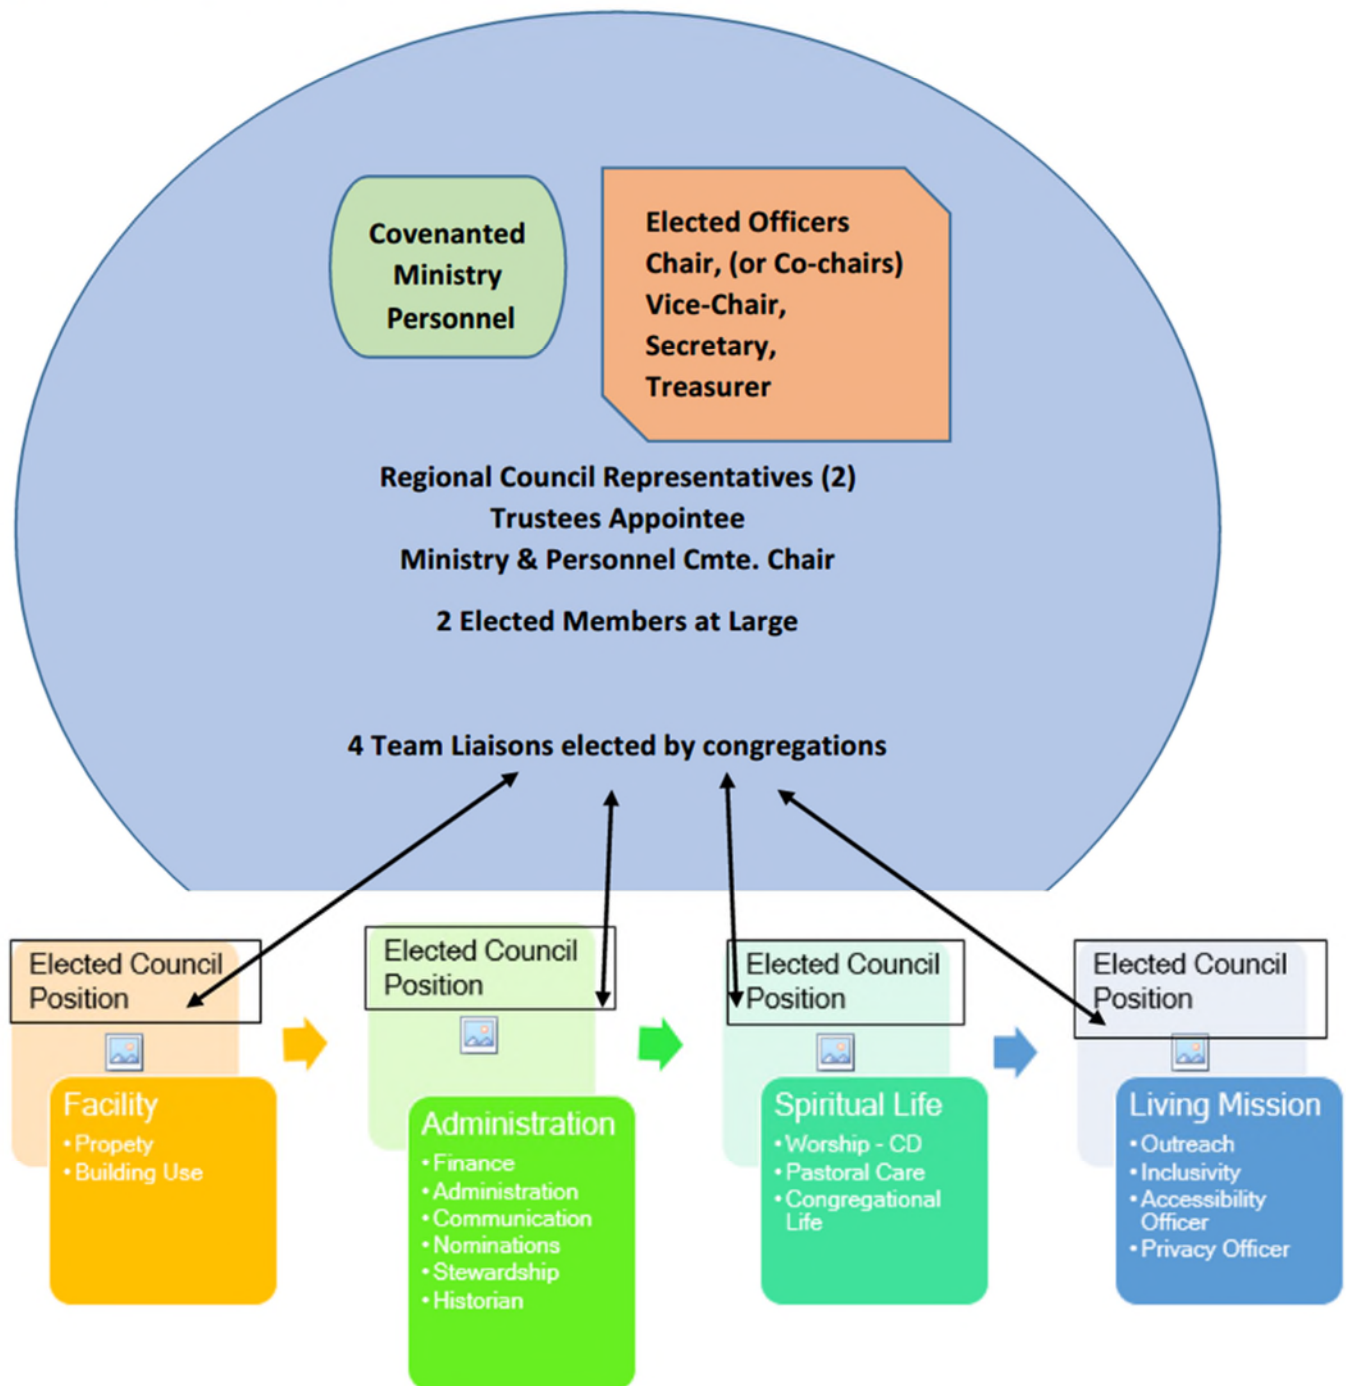 Covenanted
Ministry
Personnel
Elected Officers
Chair, (or Co-chairs)
Vice-Chair,
Secretary,
Treasurer
Regional Council Representatives (2)
Trustees Appointee
Ministry & Personnel Cmte. Chair
2 Elected Members at Large
4 Team Liaisons elected by congregations
Elected Council
Position
Facility
• Propety
• Building Use
Elected Council
Position
Administration
• Finance
• Administration
• Communication
• Nominations
• Stewardship
• Historian
Elected Council
Position
Spiritual Life
• Worship - CD
• Pastoral Care
• Congregational
Life
Elected Council
Position
Living Mission
• Outreach
• Inclusivity
• Accessibility
Officer
• Privacy Officer